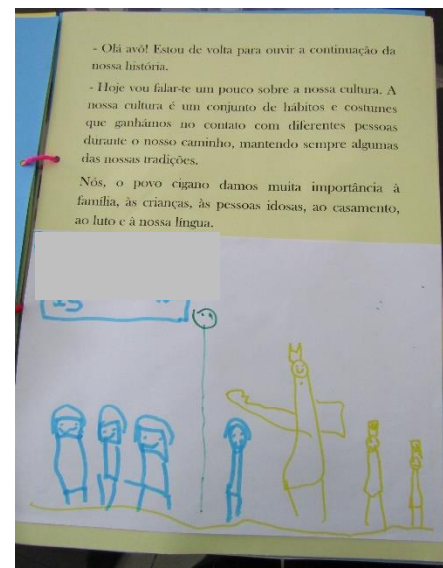 - Olá avô! Estou de volta para ouvir a continuação da
nossa história.
- Hoje vou falar-te um pouco sobre a nossa cultura. A
nossa cultura é um conjunto de hábitos e costumes
que ganhámos no contato com diferentes pessoas
durante o nosso caminho, mantendo sempre algumas
das nossas tradições.
Nós, o povo cigano damos muita importância à
família, às crianças, às pessoas idosas, ao casamento,
ao luto e à nossa língua.